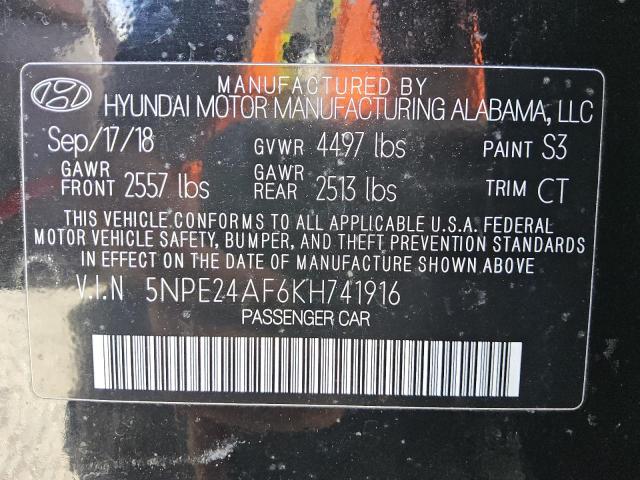 MANUFACTURED BY
HYUNDAI MOTOR MANUFACTURING ALABAMA, LLC
Sep/17/18 GVWR 4497 lbs PAINT S3
GAWR FRONT 2557 lbs GAWR REAR 2513 lbs TRIM CT
THIS VEHICLE CONFORMS TO ALL APPLICABLE U.S.A. FEDERAL
MOTOR VEHICLE SAFETY, BUMPER, AND THEFT PREVENTION STANDARDS
IN EFFECT ON THE DATE OF MANUFACTURE SHOWN ABOVE
V.I.N 5NPE24AF6KH741916
PASSENGER CAR